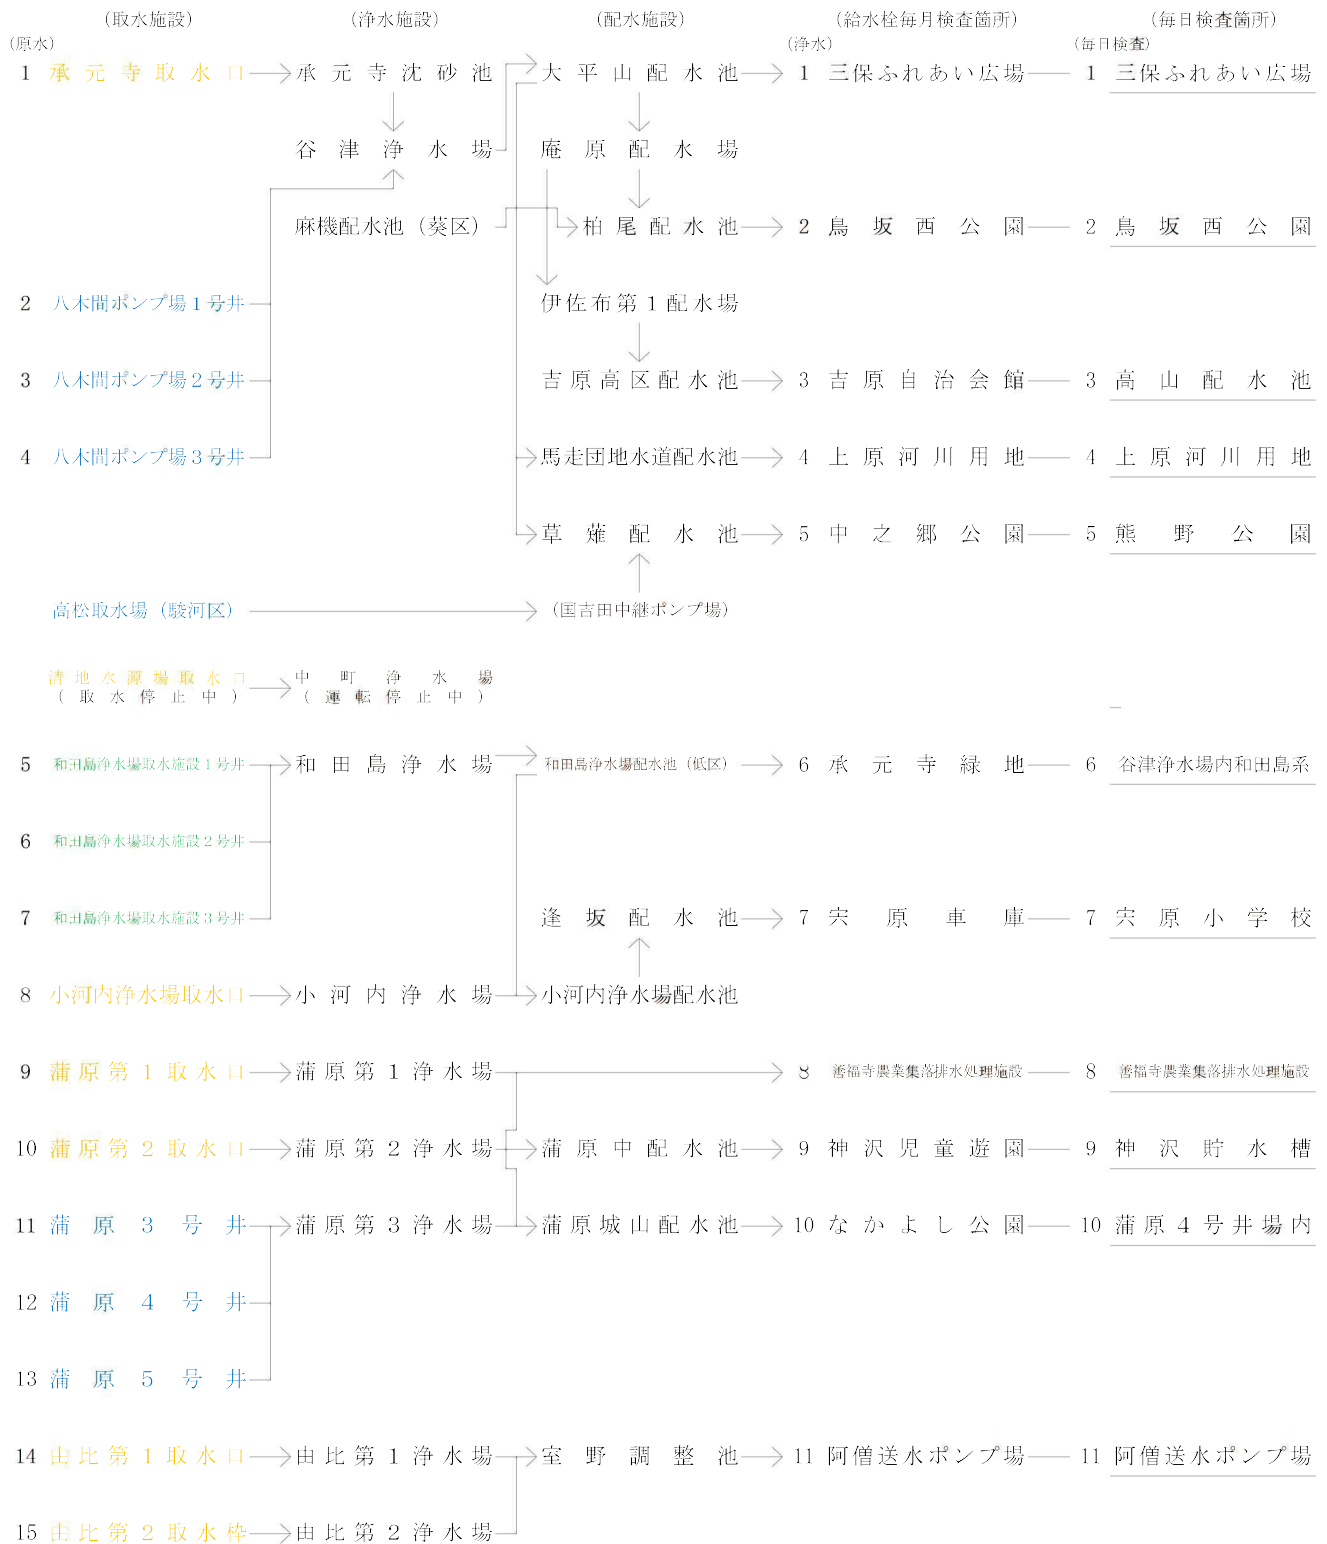 （取水施設） （浄水施設） （配水施設） （給水栓毎月検査箇所） （毎日検査箇所）
（原水） （浄水） （毎日検査）
1 承元寺取水口 承元寺沈砂池 大平山配水池 1 三保ふれあい広場 1 三保ふれあい広場
谷津浄水場 庵原配水場
麻機配水池（葵区） 柏尾配水池 2 鳥坂西公園 2 鳥坂西公園
2 八木間ポンプ場1号井 伊佐布第1配水場
3 八木間ポンプ場2号井 吉原高区配水池 3 吉原自治会館 3 高山配水池
4 八木間ポンプ場3号井 馬走団地水道配水池 4 上原河川用地 4 上原河川用地
草薙配水池 5 中之郷公園 5 熊野公園
高松取水場（駿河区） （国吉田中継ポンプ場）
清地水源場取水口 中町浄水場
（取水停止中） （運転停止中）
5 和田島浄水場取水施設1号井 和田島浄水場 和田島浄水場配水池（低区） 6 承元寺緑地 6 谷津浄水場内和田島系
6 和田島浄水場取水施設2号井
7 和田島浄水場取水施設3号井 逢坂配水池 7 宍原車庫 7 宍原小学校
8 小河内浄水場取水口 小河内浄水場 小河内浄水場配水池
9 蒲原第1取水口 蒲原第1浄水場 8 善福寺農業集落排水処理施設 8 善福寺農業集落排水処理施設
10 蒲原第2取水口 蒲原第2浄水場 蒲原中配水池 9 神沢児童遊園 9 神沢貯水槽
11 蒲原3号井 蒲原第3浄水場 蒲原城山配水池 10 なかよし公園 10 蒲原4号井場内
12 蒲原4号井
13 蒲原5号井
14 由比第1取水口 由比第1浄水場 室野調整池 11 阿僧送水ポンプ場 11 阿僧送水ポンプ場
15 由比第2取水枠 由比第2浄水場